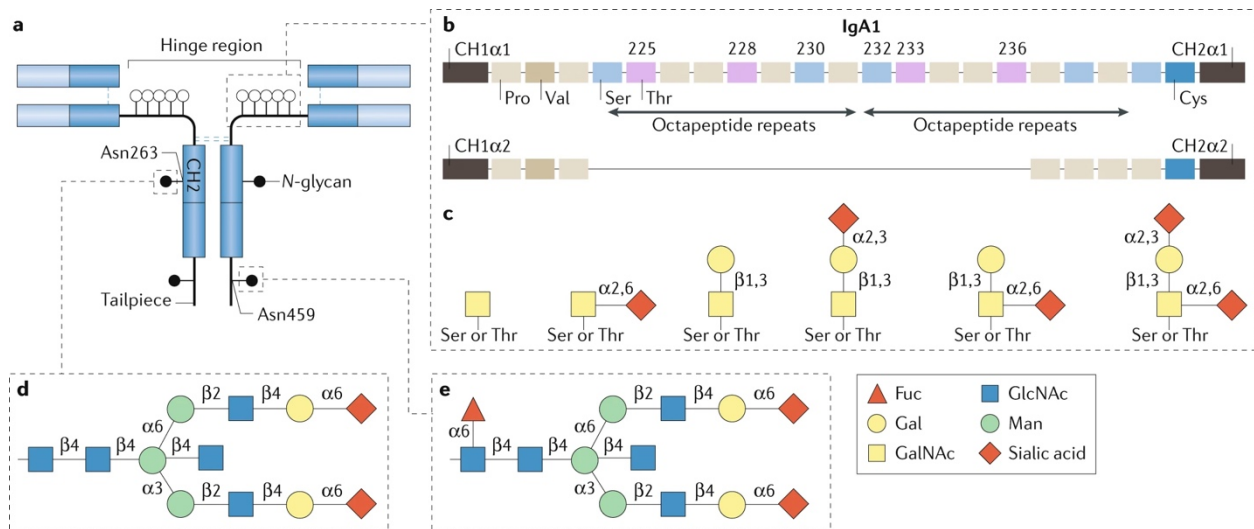 a
Hinge region
Asn263
CH2
N-glycan
Tailpiece
Asn459
b
IgA1
CH1α1
225
228
230
232
233
236
CH2α1
Pro
Val
Ser
Thr
Cys
Octapeptide repeats
Octapeptide repeats
CH1α2
CH2α2
c
Ser or Thr
α2,6
Ser or Thr
β1,3
Ser or Thr
α2,3
β1,3
Ser or Thr
β1,3
α2,6
Ser or Thr
α2,3
β1,3
α2,6
Ser or Thr
d
β2
β4
α6
α6
β4
β4
β4
α3
β2
β4
α6
e
β2
β4
α6
α6
α6
β4
β4
β4
α3
β2
β4
α6
Fuc
GlcNAc
Gal
Man
GalNAc
Sialic acid